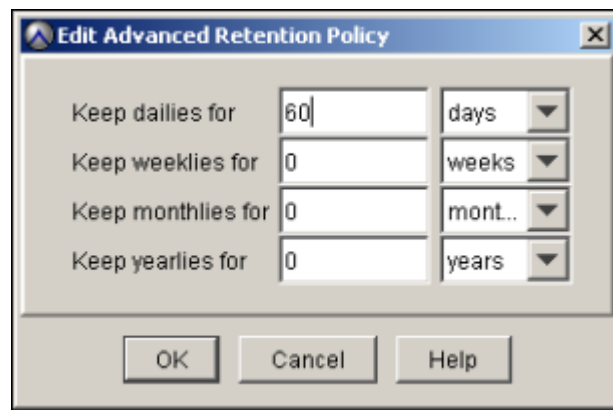 Edit Advanced Retention Policy
Keep dailies for 60 days
Keep weeklies for 0 weeks
Keep monthlies for 0 mont...
Keep yearlies for 0 years
OK Cancel Help